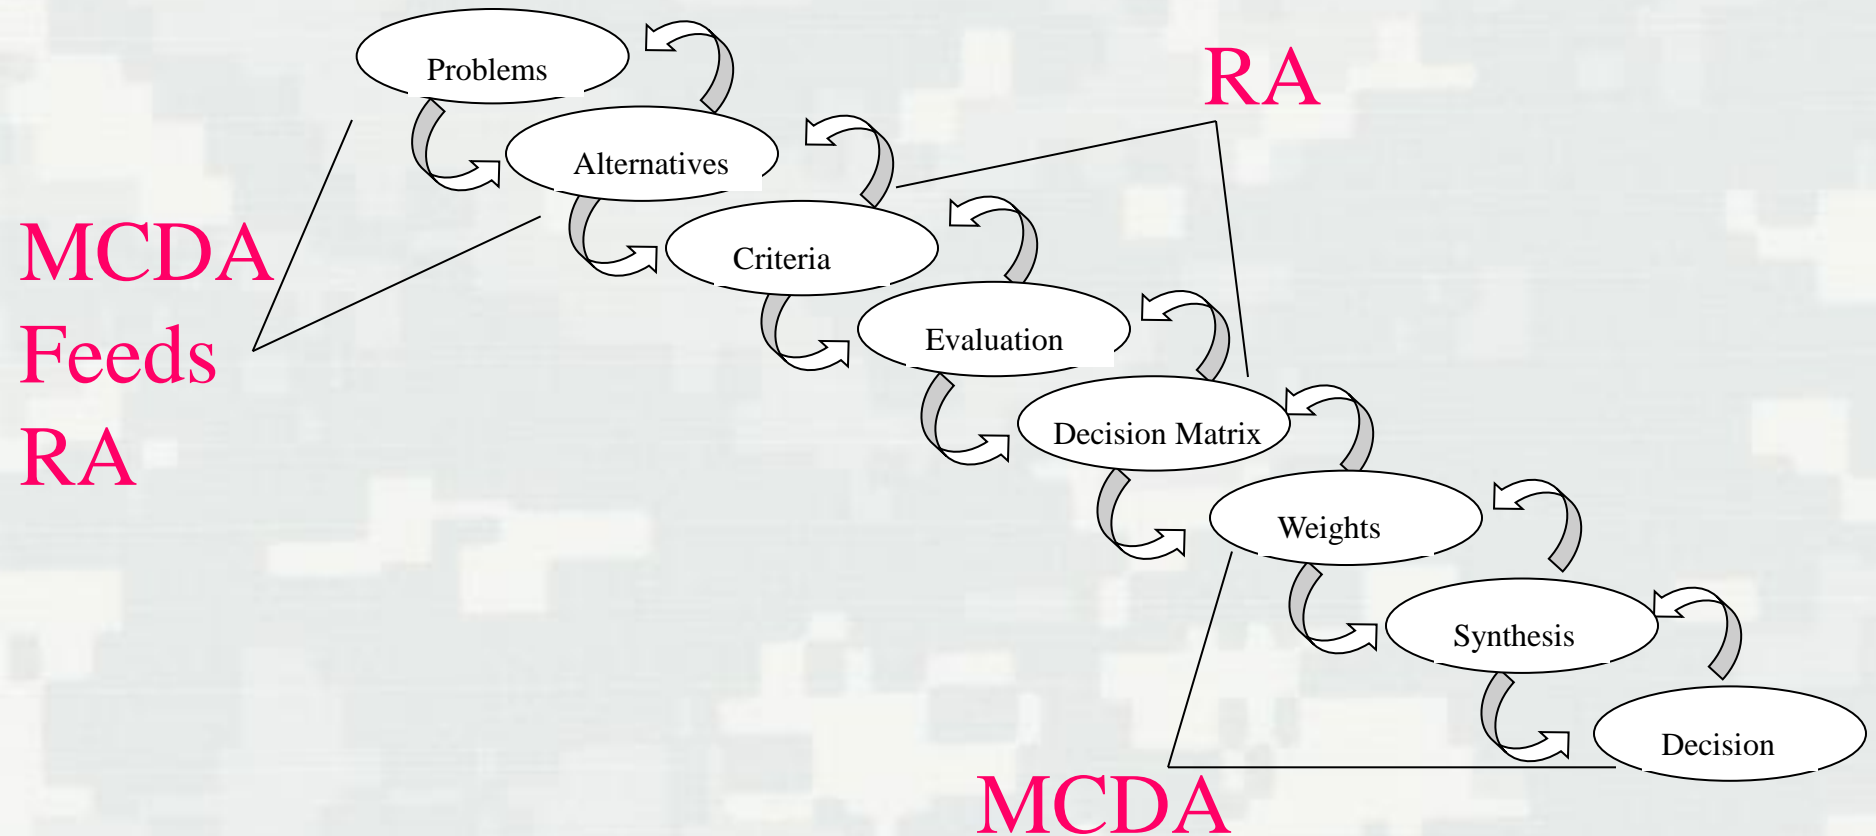 Problems
RA
Alternatives
MCDA
Feeds
RA
Criteria
Evaluation
Decision Matrix
Weights
Synthesis
Decision
MCDA